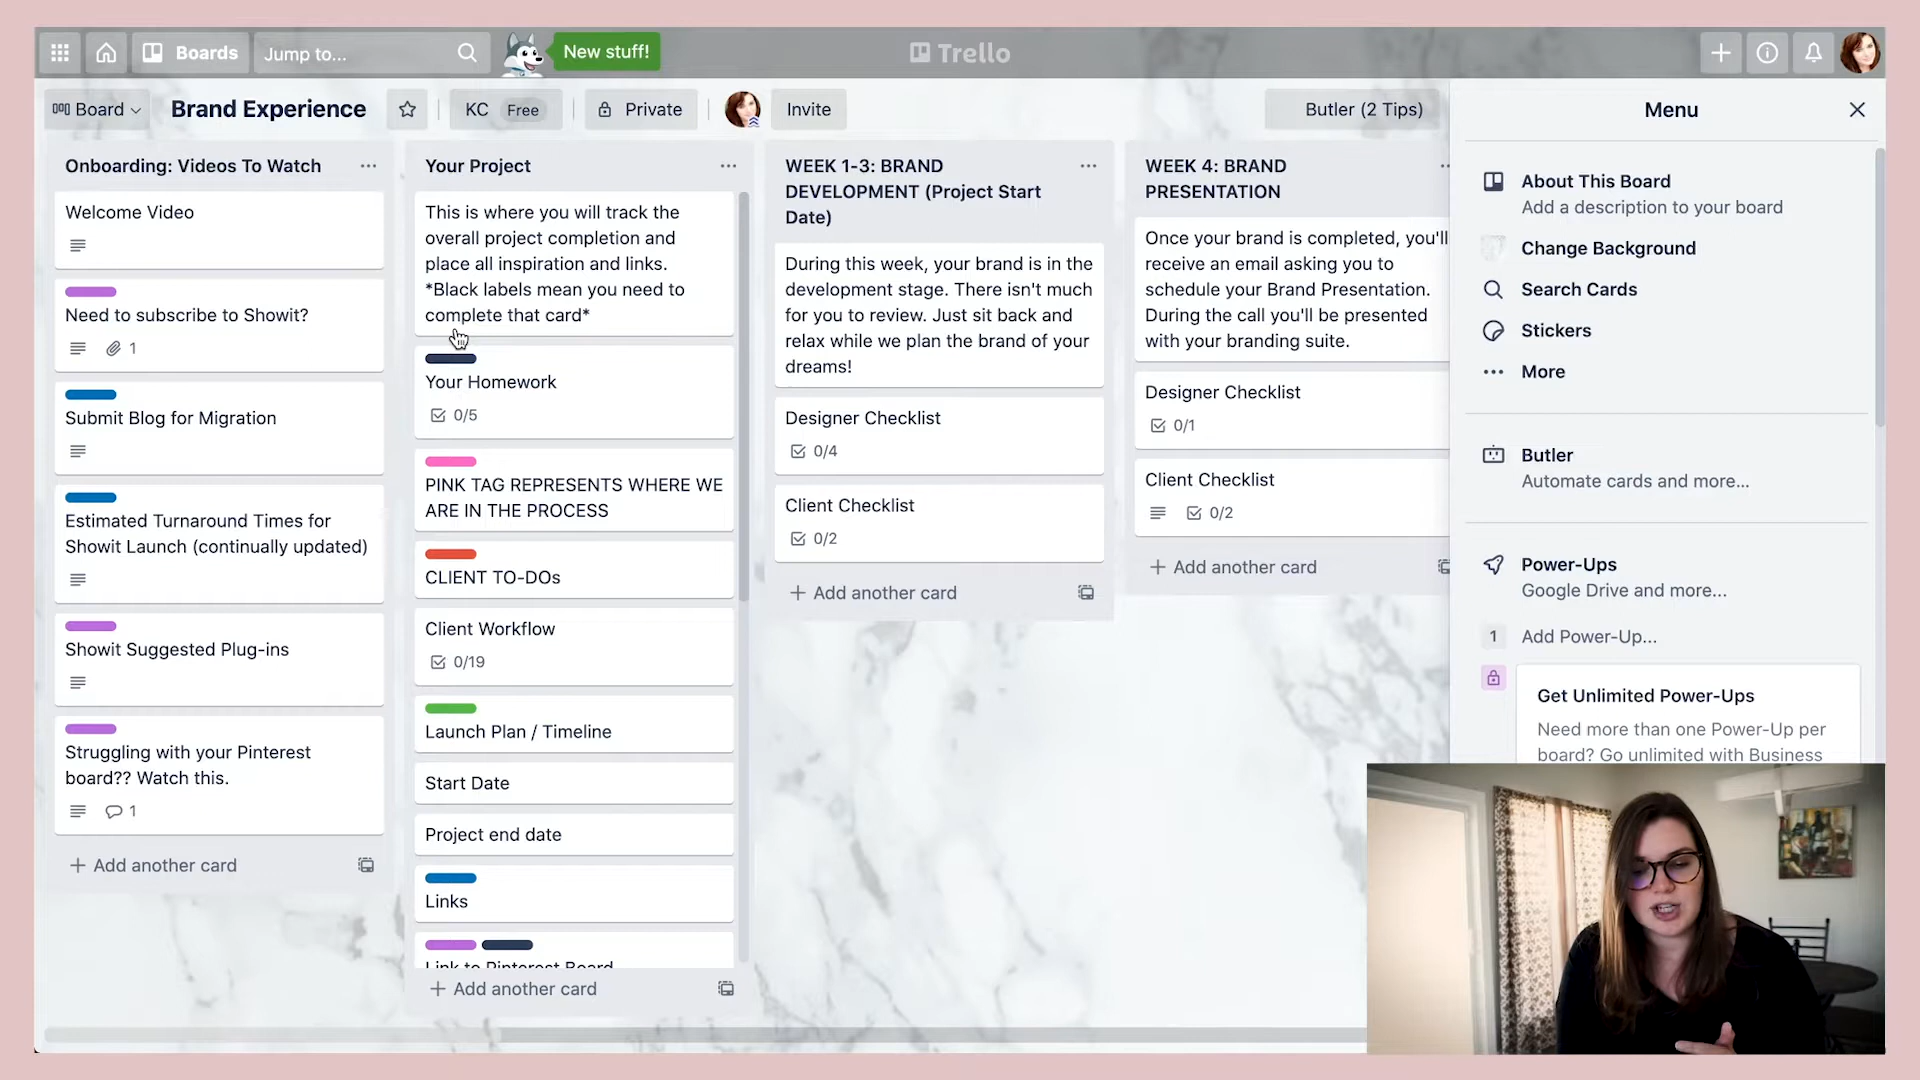 Boards
Jump to...
New stuff!
Trello
Board
Brand Experience
KC Free
Private
Invite
Butler (2 Tips)
Onboarding: Videos To Watch
Welcome Video
Need to subscribe to Showit?
1
Submit Blog for Migration
Estimated Turnaround Times for
Showit Launch (continually updated)
Showit Suggested Plug-ins
Struggling with your Pinterest
board?? Watch this.
1
+ Add another card
Your Project
This is where you will track the
overall project completion and
place all inspiration and links.
*Black labels mean you need to
complete that card*
Your Homework
0/5
PINK TAG REPRESENTS WHERE WE
ARE IN THE PROCESS
CLIENT TO-DOs
Client Workflow
0/19
Launch Plan / Timeline
Start Date
Project end date
Links
Link to Pinterest Board
+ Add another card
WEEK 1-3: BRAND
DEVELOPMENT (Project Start
Date)
During this week, your brand is in the
development stage. There isn't much
for you to review. Just sit back and
relax while we plan the brand of your
dreams!
Designer Checklist
0/4
Client Checklist
0/2
+ Add another card
WEEK 4: BRAND
PRESENTATION
Once your brand is completed, you'll
receive an email asking you to
schedule your Brand Presentation.
During the call you'll be presented
with your branding suite.
Designer Checklist
0/1
Client Checklist
0/2
+ Add another card
Menu
About This Board
Add a description to your board
Change Background
Search Cards
Stickers
More
Butler
Automate cards and more...
Power-Ups
Google Drive and more...
1 Add Power-Up...
Get Unlimited Power-Ups
Need more than one Power-Up per
board? Go unlimited with Business